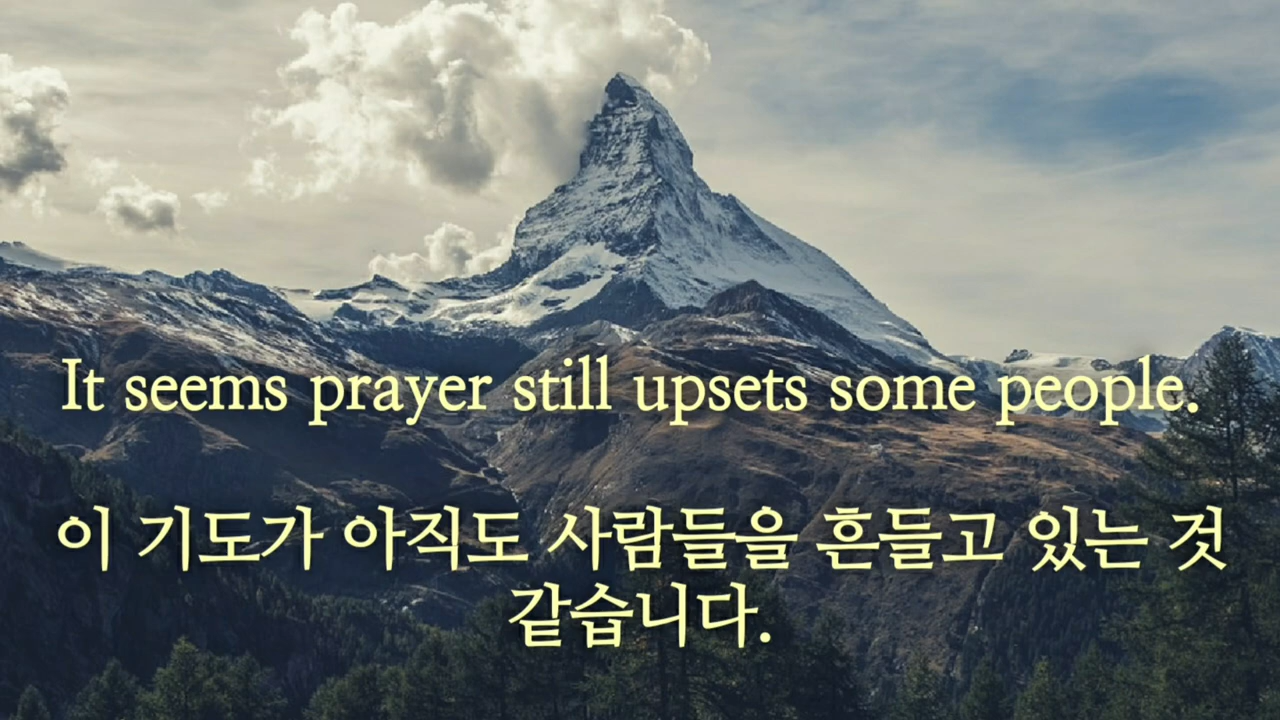 It seems prayer still upsets some people.
이 기도가 아직도 사람들을 흔들고 있는 것
같습니다.